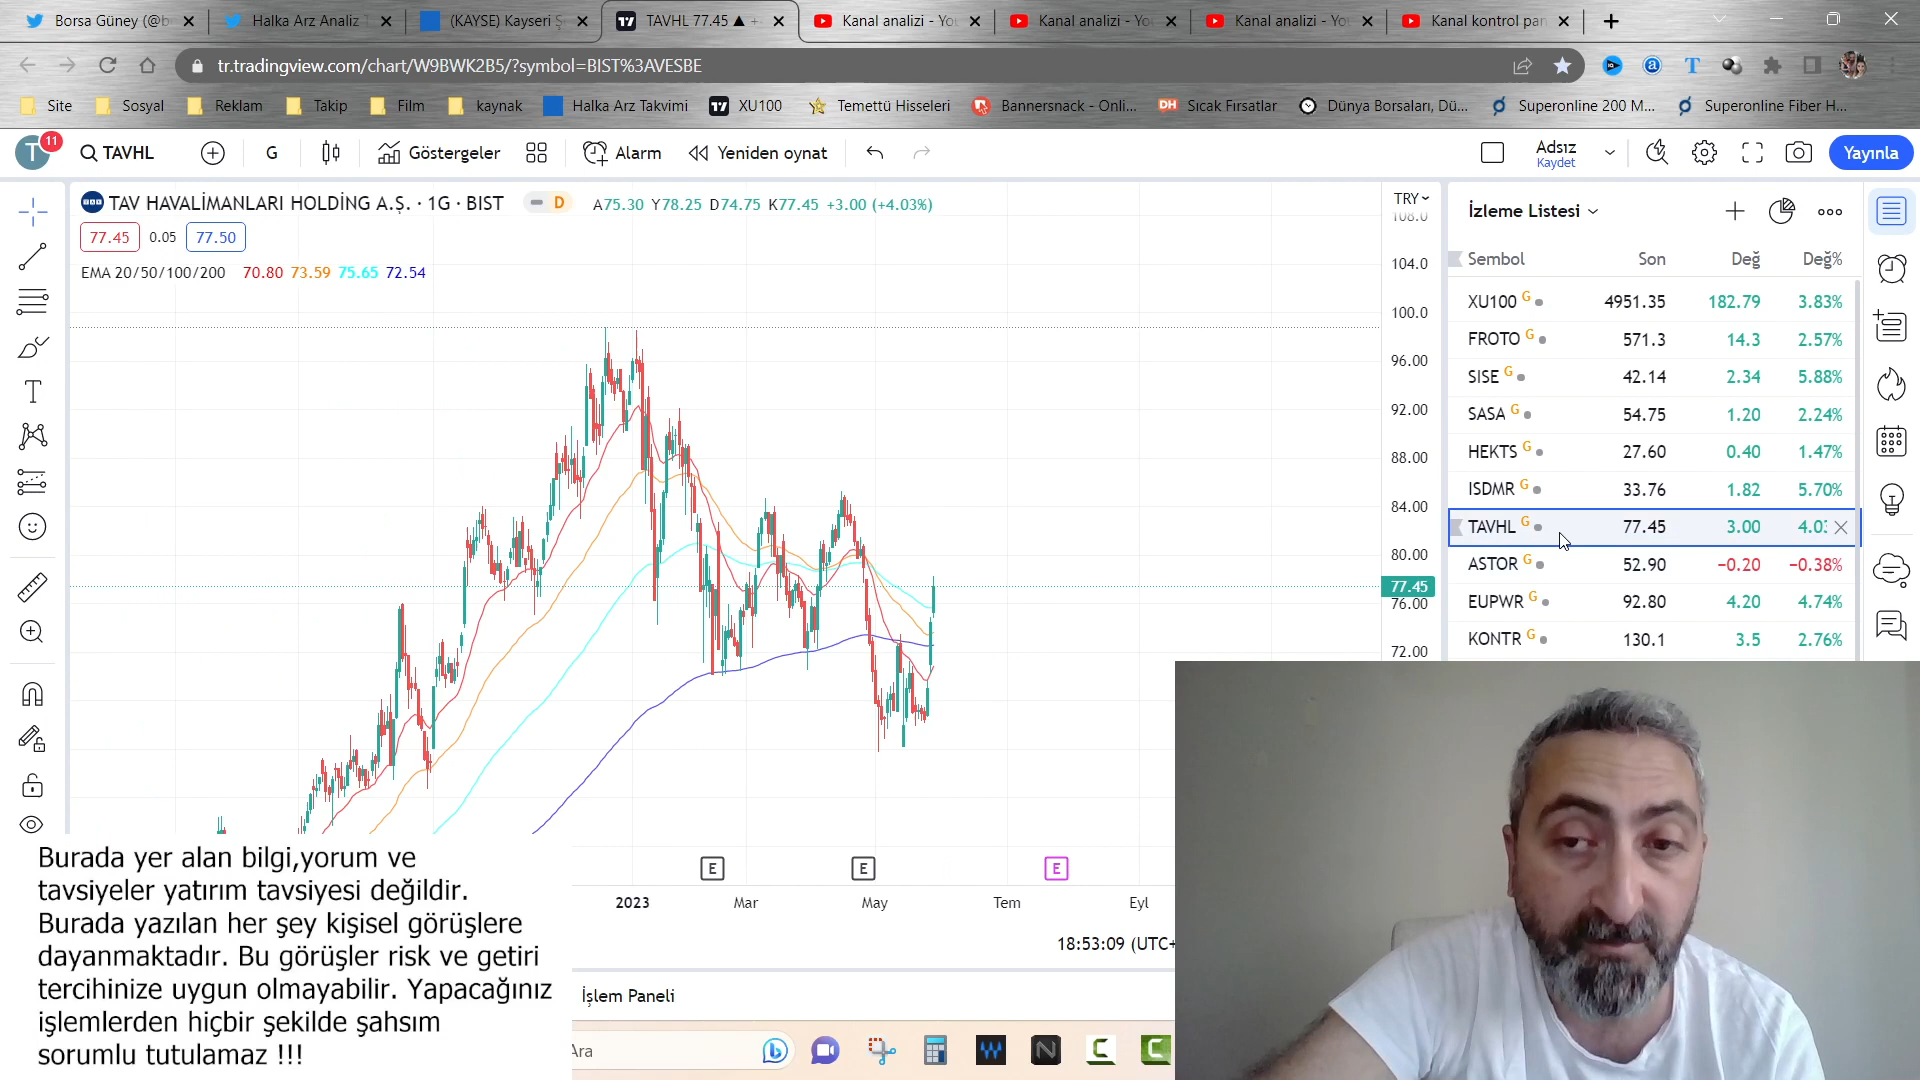 Borsa Güney (@b
Halka Arz Analiz T
(KAYSE) Kayseri Ş
TAVHL 77.45 ▲ +
Kanal analizi - You
Kanal analizi - Yo
Kanal analizi - You
Kanal kontrol pan
tr.tradingview.com/chart/W9BWK2B5/?symbol=BIST%3AVESBE
Site
Sosyal
Reklam
Takip
Film
kaynak
Halka Arz Takvimi
XU100
Temettü Hisseleri
Bannersnack - Onli...
DH Sıcak Fırsatlar
Dünya Borsaları, Dü...
Superonline 200 M...
Superonline Fiber H...
T 11
TAVHL
G
Göstergeler
Alarm
Yeniden oynat
Adsız
Kaydet
Yayınla
TAV HAVALİMANLARI HOLDİNG A.Ş. · 1G · BIST
D
A75.30 Y78.25 D74.75 K77.45 +3.00 (+4.03%)
77.45 0.05 77.50
EMA 20/50/100/200 70.80 73.59 75.65 72.54
TRY
108.0
104.0
100.0
96.00
92.00
88.00
84.00
80.00
77.45
76.00
72.00
İzleme Listesi
Sembol Son Değ Değ%
XU100 G 4951.35 182.79 3.83%
FROTO G 571.3 14.3 2.57%
SISE G 42.14 2.34 5.88%
SASA G 54.75 1.20 2.24%
HEKTS G 27.60 0.40 1.47%
ISDMR G 33.76 1.82 5.70%
TAVHL G 77.45 3.00 4.03
ASTOR G 52.90 −0.20 −0.38%
EUPWR G 92.80 4.20 4.74%
KONTR G 130.1 3.5 2.76%
E E E
2023 Mar May Tem Eyl
18:53:09 (UTC+
İşlem Paneli
Ara
Burada yer alan bilgi,yorum ve
tavsiyeler yatırım tavsiyesi değildir.
Burada yazılan her şey kişisel görüşlere
dayanmaktadır. Bu görüşler risk ve getiri
tercihinize uygun olmayabilir. Yapacağınız
işlemlerden hiçbir şekilde şahsım
sorumlu tutulamaz !!!